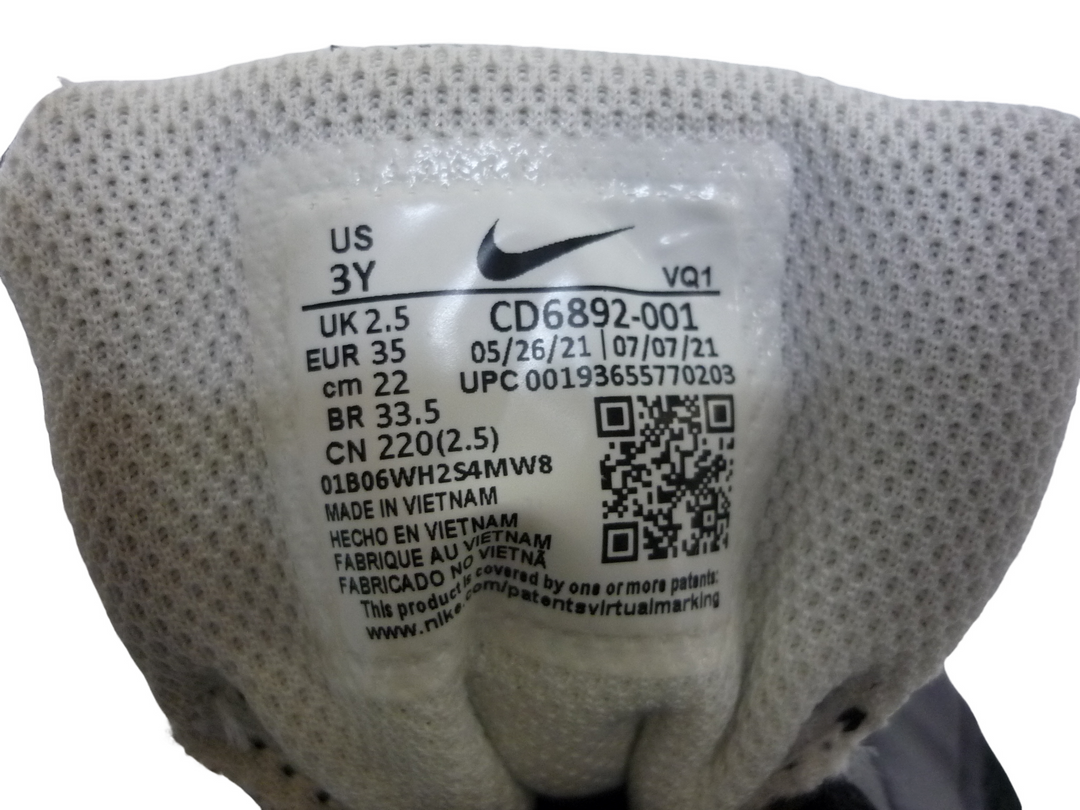 US
3Y
VQ1
UK 2.5
CD6892-001
EUR 35
05/26/21 | 07/07/21
cm 22
UPC 00193655770203
BR 33.5
CN 220(2.5)
01B06WH2S4MW8
MADE IN VIETNAM
HECHO EN VIETNAM
FABRIQUE AU VIETNAM
FABRICADO NO VIETNÃ
This product is covered by one or more patents:
www.nike.com/patentsvirtualmarking